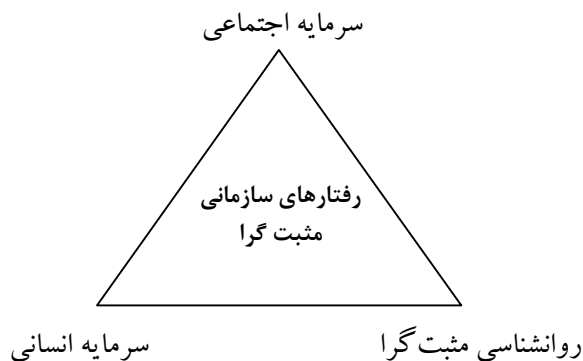 سرمایه اجتماعی
رفتارهای سازمانی
مثبت گرا
روانشناسی مثبت‌گرا
سرمایه انسانی